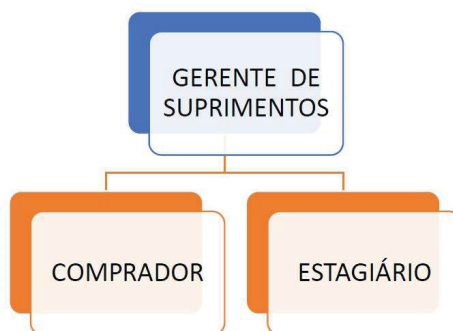 GERENTE DE
SUPRIMENTOS
COMPRADOR
ESTAGIÁRIO